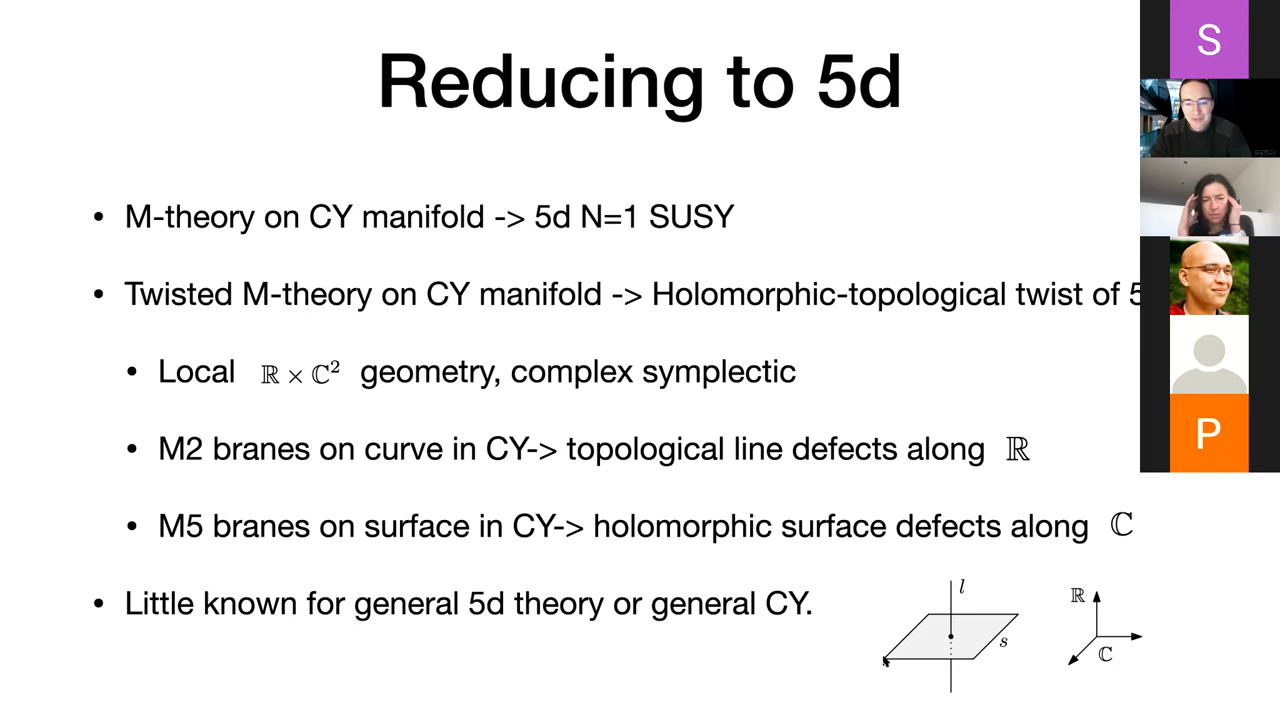 Reducing to 5d
• M-theory on CY manifold -> 5d N=1 SUSY
• Twisted M-theory on CY manifold -> Holomorphic-topological twist of 5
• Local ℝ × ℂ² geometry, complex symplectic
• M2 branes on curve in CY-> topological line defects along ℝ
• M5 branes on surface in CY-> holomorphic surface defects along ℂ
• Little known for general 5d theory or general CY.
l
s
ℝ
ℂ
S
P